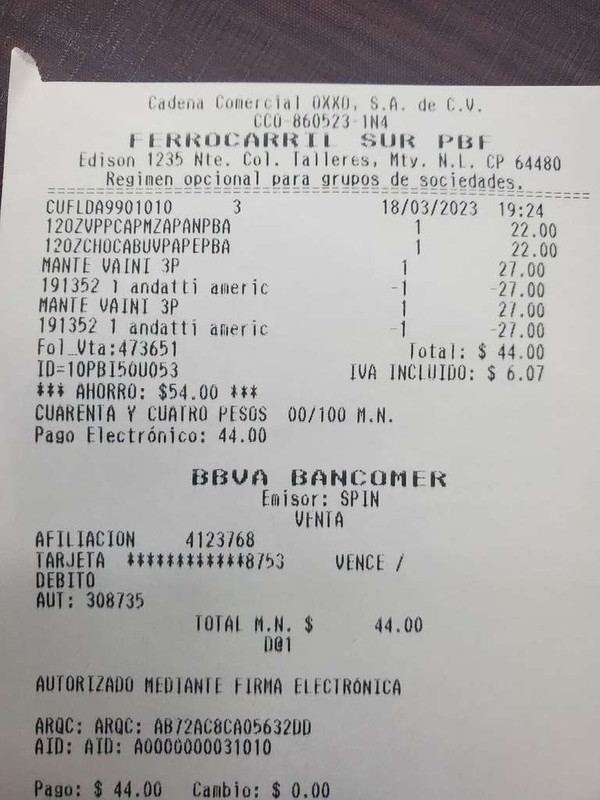 Cadena Comercial OXXO, S.A. de C.V.
CCO-860523-1N4
FERROCARRIL SUR PBF
Edison 1235 Nte. Col. Talleres, Mty. N.L. CP 64480
Regimen opcional para grupos de sociedades.
CUFLDA9901010 3 18/03/2023 19:24
12OZVPPCAPMZAPANPBA 1 22.00
12OZCHOCABUVPAPEPBA 1 22.00
MANTE VAINI 3P 1 27.00
191352 1 andatti americ -1 -27.00
MANTE VAINI 3P 1 27.00
191352 1 andatti americ -1 -27.00
Fol_Vta:473651 Total: $ 44.00
ID=10PBI50U053 IVA INCLUIDO: $ 6.07
*** AHORRO: $54.00 ***
CUARENTA Y CUATRO PESOS 00/100 M.N.
Pago Electrónico: 44.00
BBVA BANCOMER
Emisor: SPIN
VENTA
AFILIACION 4123768
TARJETA ************8753 VENCE /
DEBITO
AUT: 308735
TOTAL M.N. $ 44.00
D@1
AUTORIZADO MEDIANTE FIRMA ELECTRÓNICA
ARQC: ARQC: AB72AC8CA05632DD
AID: AID: A0000000031010
Pago: $ 44.00 Cambio: $ 0.00